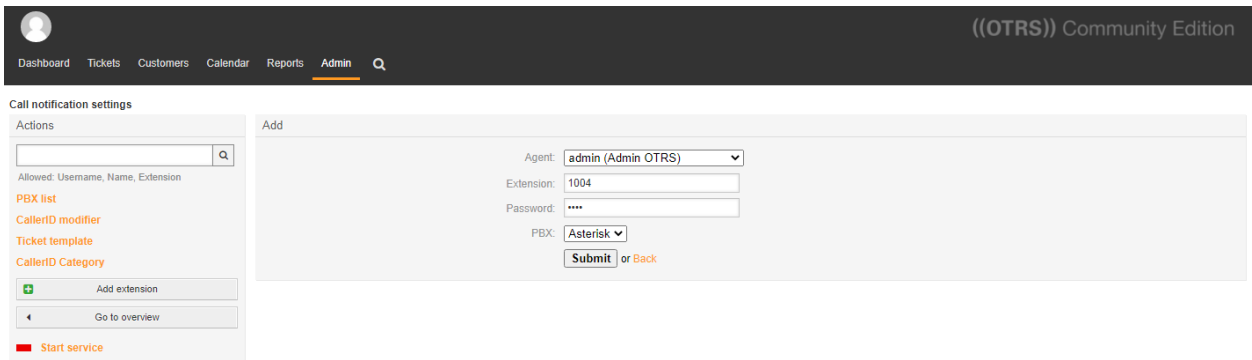 ((OTRS)) Community Edition
Dashboard Tickets Customers Calendar Reports Admin
Call notification settings
Actions
Allowed: Username, Name, Extension
PBX list
CallerID modifier
Ticket template
CallerID Category
Add extension
Go to overview
Start service
Add
Agent: admin (Admin OTRS)
Extension: 1004
Password: ••••
PBX: Asterisk
Submit or Back